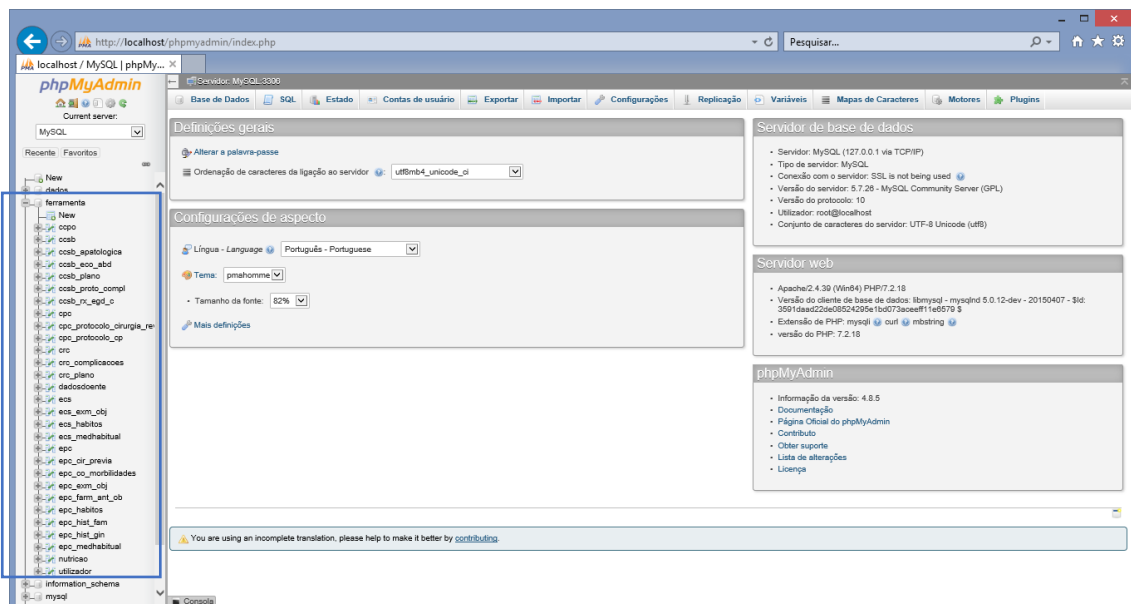 http://localhost/phpmyadmin/index.php
Pesquisar...
localhost / MySQL | phpMy...
phpMyAdmin
Current server:
MySQL
Recente Favoritos
New
dados
ferramenta
New
ccpo
ccsb
ccsb_apatologica
ccsb_eco_abd
ccsb_plano
ccsb_proto_compl
ccsb_rx_egd_c
cpc
cpc_protocolo_cirurgia_re
cpc_protocolo_cp
crc
crc_complicacoes
crc_plano
dadosdoente
ecs
ecs_exm_obj
ecs_habitos
ecs_medhabitual
epc
epc_cir_previa
epc_co_morbilidades
epc_exm_obj
epc_farm_ant_ob
epc_habitos
epc_hist_fam
epc_hist_gin
epc_medhabitual
nutricao
utilizador
information_schema
mysql
Servidor: MySQL:3308
Base de Dados SQL Estado Contas de usuário Exportar Importar Configurações Replicação Variáveis Mapas de Caracteres Motores Plugins
Definições gerais
Alterar a palavra-passe
Ordenação de caracteres da ligação ao servidor : utf8mb4_unicode_ci
Configurações de aspecto
Língua - Language Português - Portuguese
Tema: pmahomme
• Tamanho da fonte: 82%
Mais definições
Servidor de base de dados
• Servidor: MySQL (127.0.0.1 via TCP/IP)
• Tipo de servidor: MySQL
• Conexão com o servidor: SSL is not being used
• Versão do servidor: 5.7.26 - MySQL Community Server (GPL)
• Versão do protocolo: 10
• Utilizador: root@localhost
• Conjunto de caracteres do servidor: UTF-8 Unicode (utf8)
Servidor web
• Apache/2.4.39 (Win64) PHP/7.2.18
• Versão do cliente de base de dados: libmysql - mysqlnd 5.0.12-dev - 20150407 - $Id:
3591daad22de08524295e1bd073aceeff11e6579 $
• Extensão de PHP: mysqli curl mbstring
• versão do PHP: 7.2.18
phpMyAdmin
• Informação da versão: 4.8.5
• Documentação
• Página Oficial do phpMyAdmin
• Contributo
• Obter suporte
• Lista de alterações
• Licença
You are using an incomplete translation, please help to make it better by contributing.
Consola